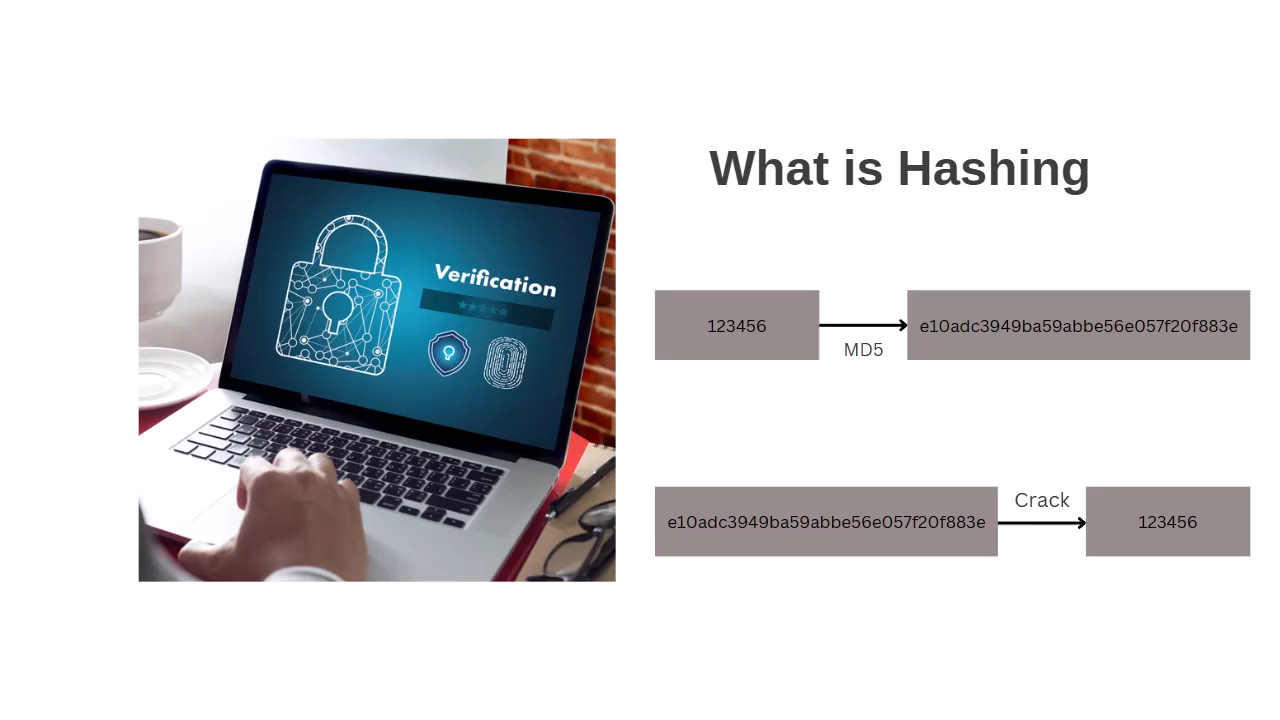 What is Hashing
Verification
*****
123456
MD5
e10adc3949ba59abbe56e057f20f883e
e10adc3949ba59abbe56e057f20f883e
Crack
123456